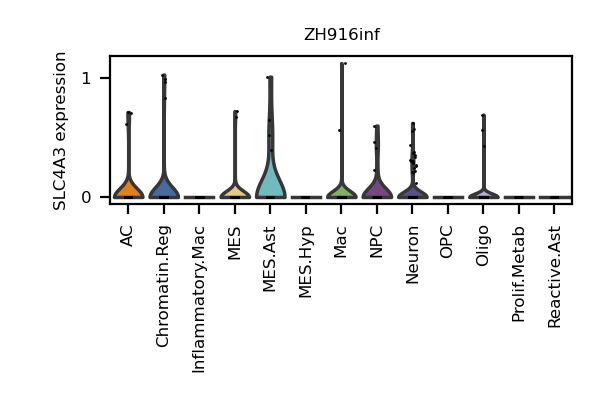 ZH916inf
SLC4A3 expression
1
0
AC
Chromatin.Reg
Inflammatory.Mac
MES
MES.Ast
MES.Hyp
Mac
NPC
Neuron
OPC
Oligo
Prolif.Metab
Reactive.Ast